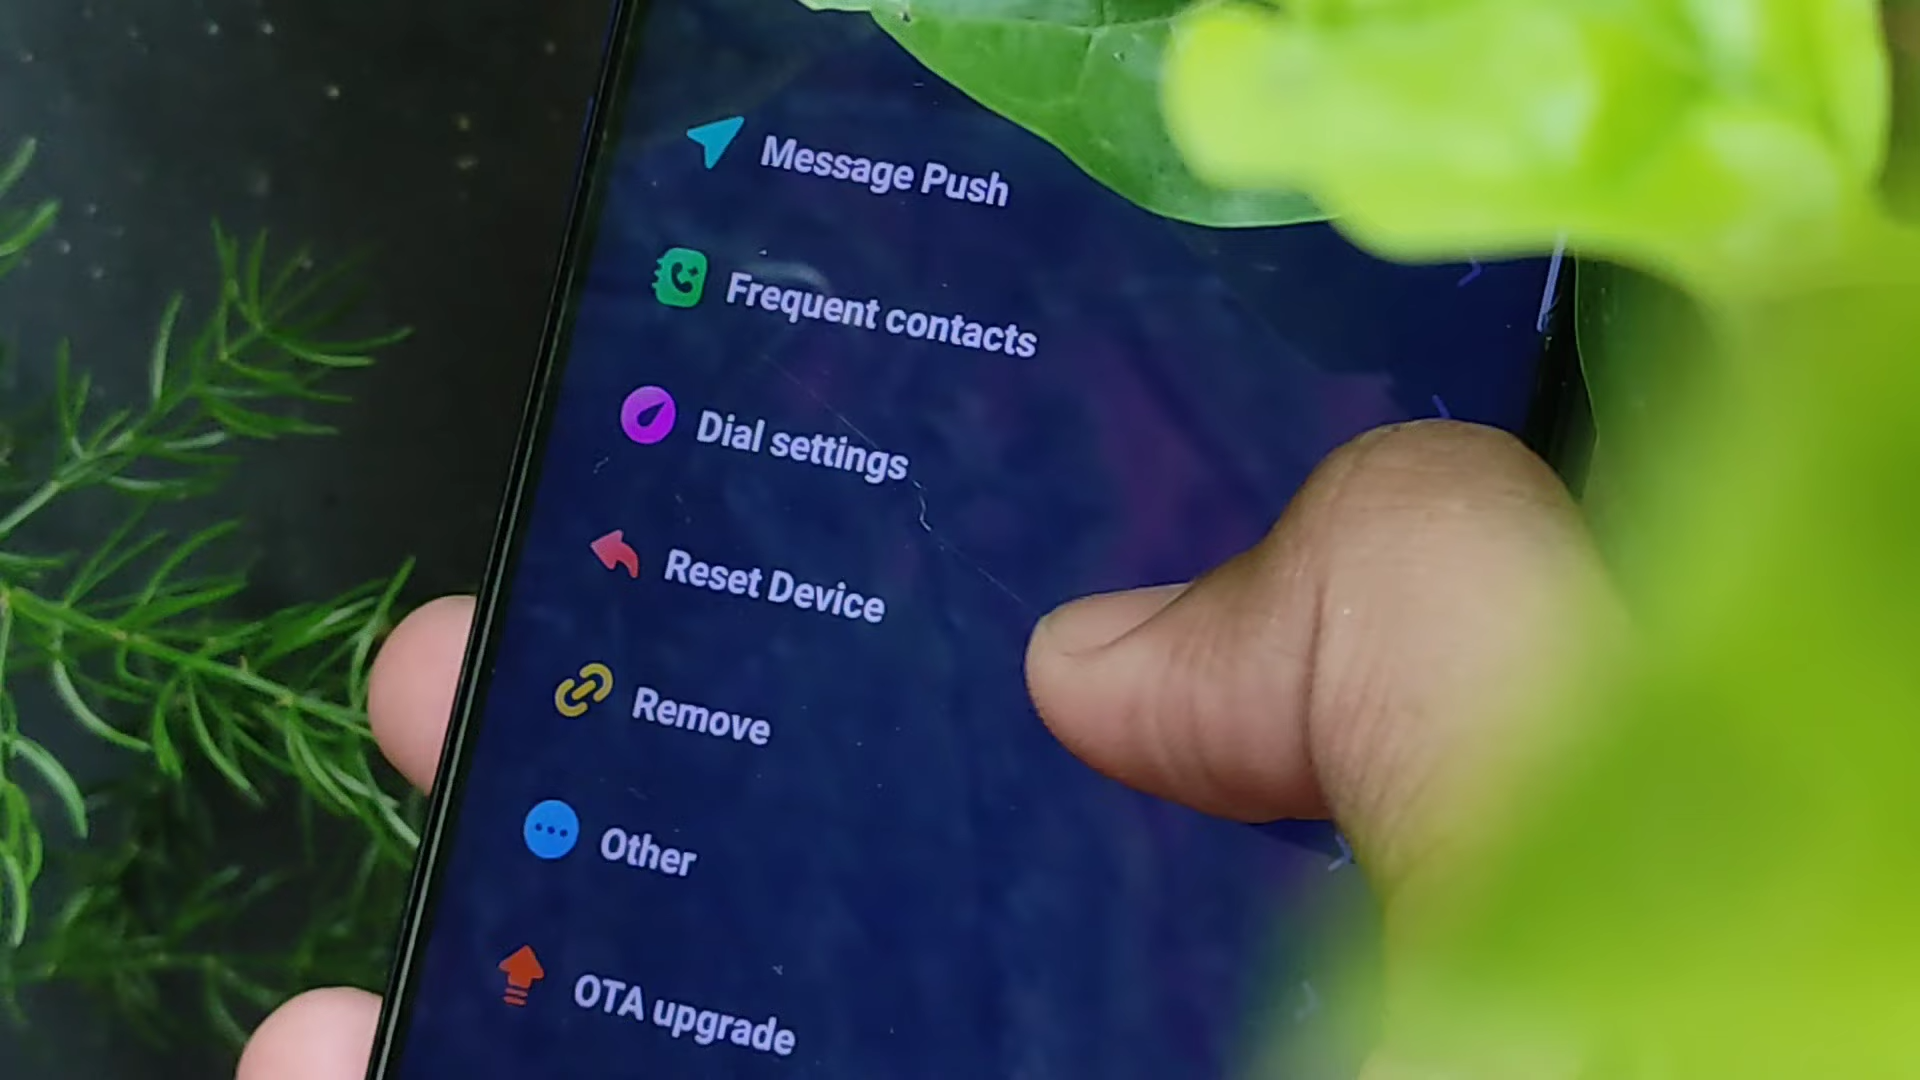 Message Push
Frequent contacts
Dial settings
Reset Device
Remove
Other
OTA upgrade